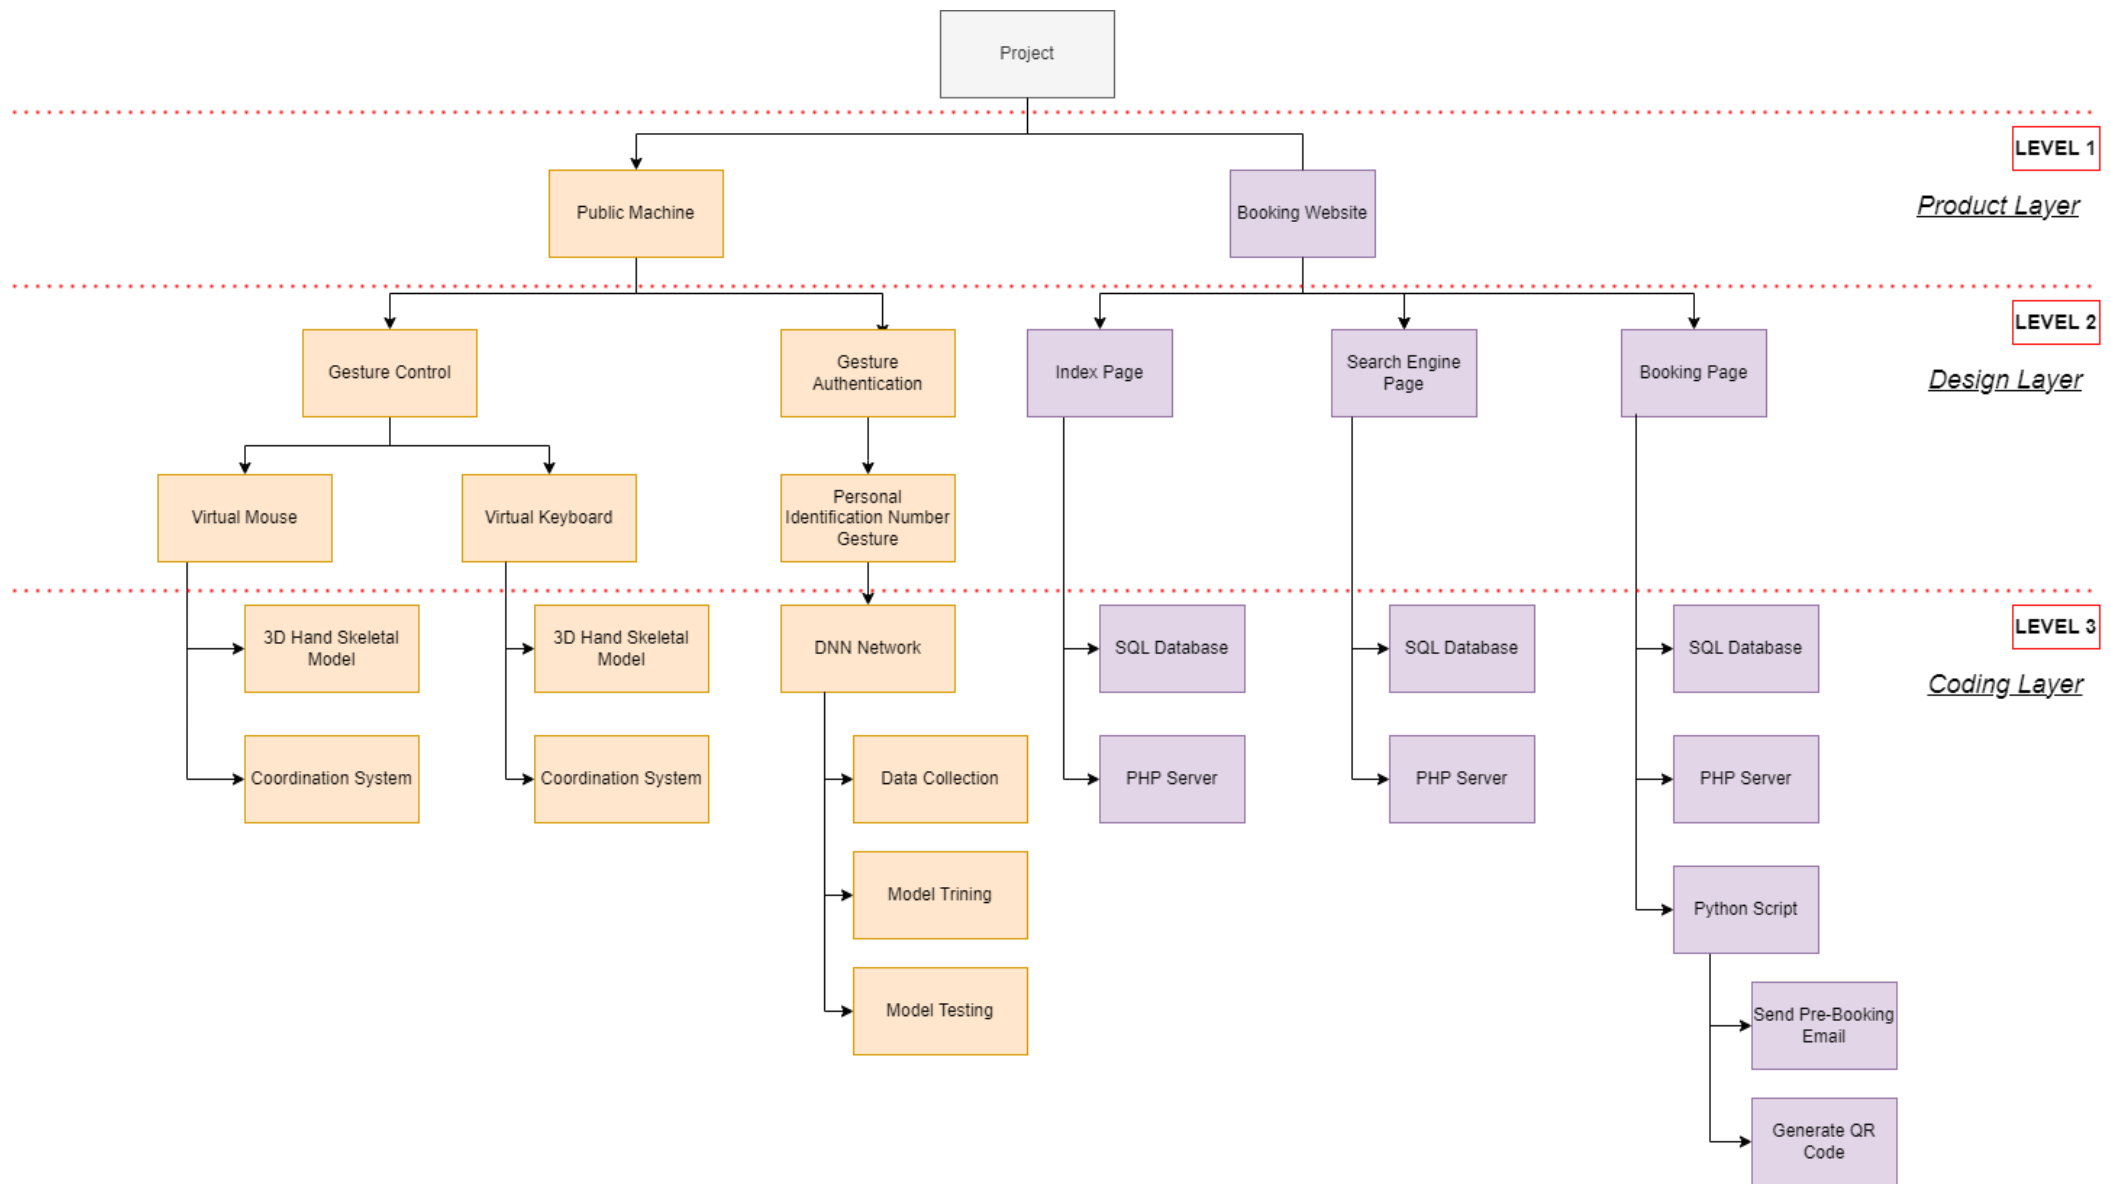 Project
LEVEL 1
Product Layer
Public Machine
Booking Website
LEVEL 2
Design Layer
Gesture Control
Gesture
Authentication
Index Page
Search Engine
Page
Booking Page
Virtual Mouse
Virtual Keyboard
Personal
Identification Number
Gesture
LEVEL 3
Coding Layer
3D Hand Skeletal
Model
3D Hand Skeletal
Model
DNN Network
SQL Database
SQL Database
SQL Database
Coordination System
Coordination System
Data Collection
PHP Server
PHP Server
PHP Server
Model Trining
Python Script
Model Testing
Send Pre-Booking
Email
Generate QR
Code